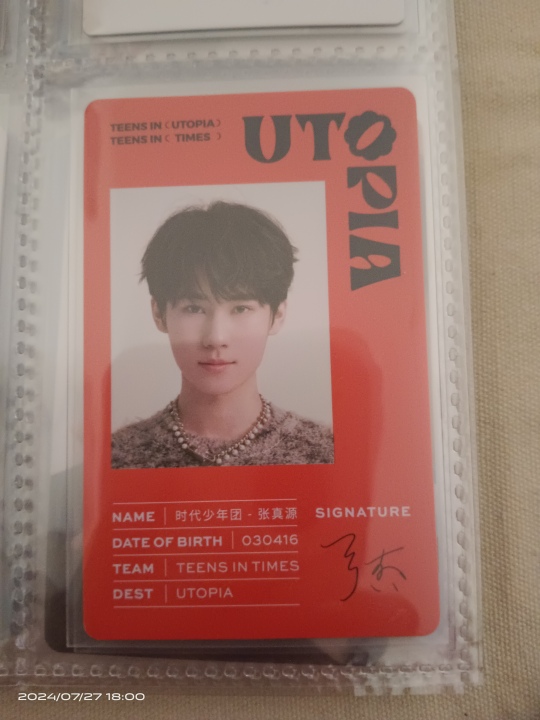 TEENS IN ( UTOPIA )
TEENS IN ( TIMES )
UTOPIA
NAME | 时代少年团 - 张真源
DATE OF BIRTH | 030416
TEAM | TEENS IN TIMES
DEST | UTOPIA
SIGNATURE
2024/07/27 18:00